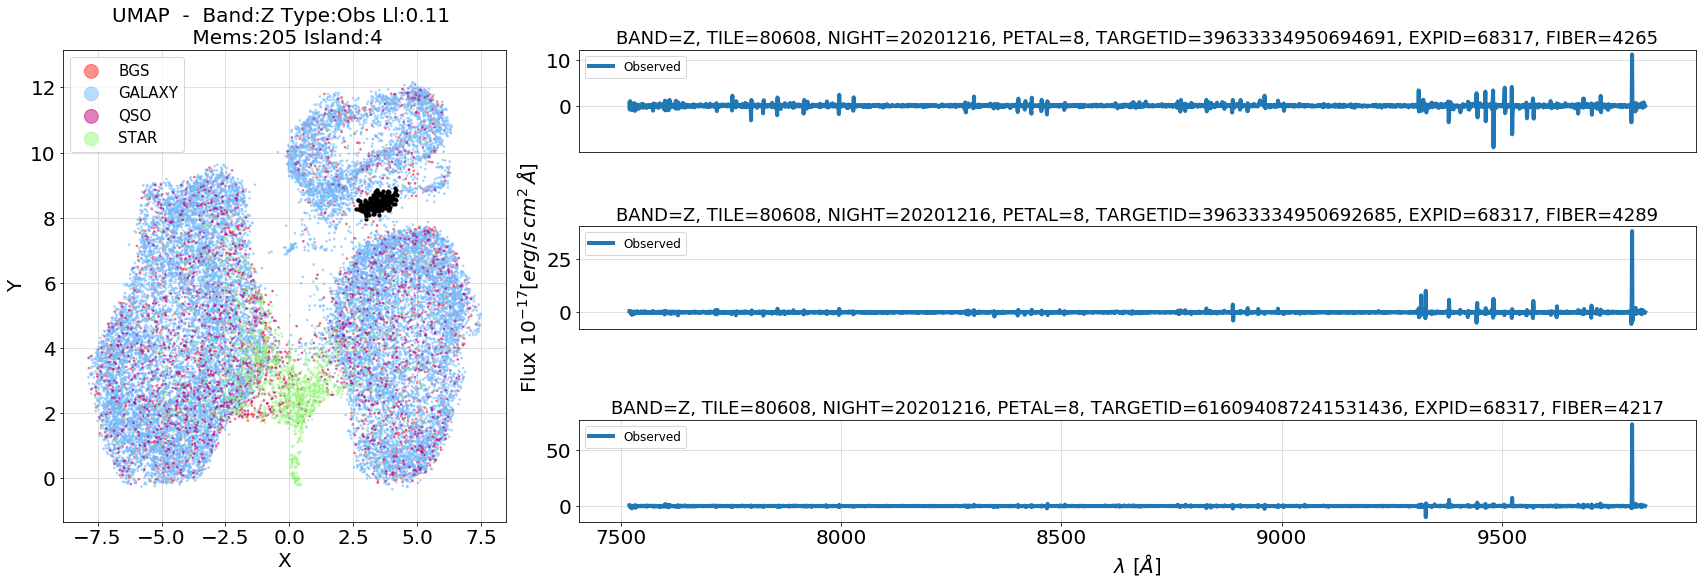 UMAP - Band:Z Type:Obs Ll:0.11
Mems:205 Island:4
BGS
GALAXY
QSO
STAR
12
10
8
6
4
2
0
Y
−7.5 −5.0 −2.5 0.0 2.5 5.0 7.5
X
Flux 10⁻¹⁷[erg/s cm² Å]
BAND=Z, TILE=80608, NIGHT=20201216, PETAL=8, TARGETID=39633334950694691, EXPID=68317, FIBER=4265
Observed
10
0
BAND=Z, TILE=80608, NIGHT=20201216, PETAL=8, TARGETID=39633334950692685, EXPID=68317, FIBER=4289
Observed
25
0
BAND=Z, TILE=80608, NIGHT=20201216, PETAL=8, TARGETID=616094087241531436, EXPID=68317, FIBER=4217
Observed
50
0
7500 8000 8500 9000 9500
λ [Å]